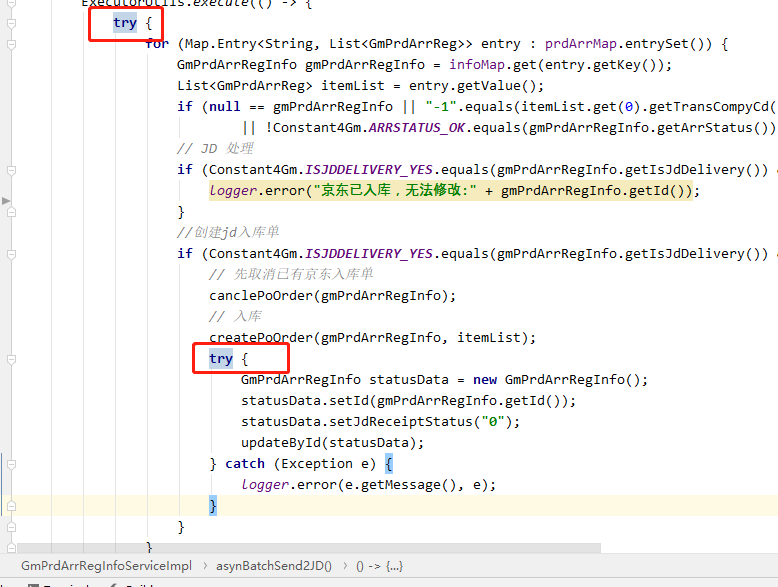 ExecutorUtils.execute(() -> {
try {
for (Map.Entry<String, List<GmPrdArrReg>> entry : prdArrMap.entrySet()) {
GmPrdArrRegInfo gmPrdArrRegInfo = infoMap.get(entry.getKey());
List<GmPrdArrReg> itemList = entry.getValue();
if (null == gmPrdArrRegInfo || "-1".equals(itemList.get(0).getTransCompyCd(
|| !Constant4Gm.ARRSTATUS_OK.equals(gmPrdArrRegInfo.getArrStatus())
// JD 处理
if (Constant4Gm.ISJDDELIVERY_YES.equals(gmPrdArrRegInfo.getIsJdDelivery())
logger.error("京东已入库，无法修改:" + gmPrdArrRegInfo.getId());
}
//创建jd入库单
if (Constant4Gm.ISJDDELIVERY_YES.equals(gmPrdArrRegInfo.getIsJdDelivery())
// 先取消已有京东入库单
canclePoOrder(gmPrdArrRegInfo);
// 入库
createPoOrder(gmPrdArrRegInfo, itemList);
try {
GmPrdArrRegInfo statusData = new GmPrdArrRegInfo();
statusData.setId(gmPrdArrRegInfo.getId());
statusData.setJdReceiptStatus("0");
updateById(statusData);
} catch (Exception e) {
logger.error(e.getMessage(), e);
}
}
}
GmPrdArrRegInfoServiceImpl › asynBatchSend2JD() › () -> {...}